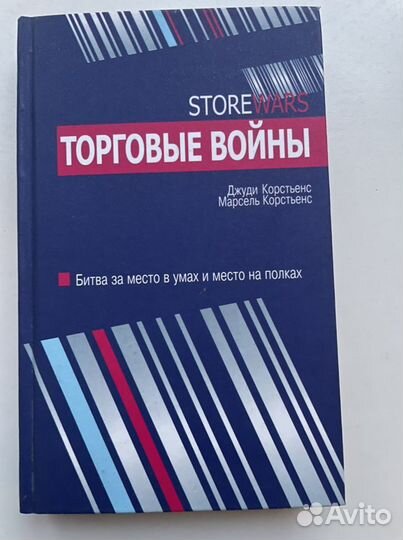 STOREWARS
ТОРГОВЫЕ ВОЙНЫ
Джуди Корстьенс
Марсель Корстьенс
Битва за место в умах и место на полках
Avito